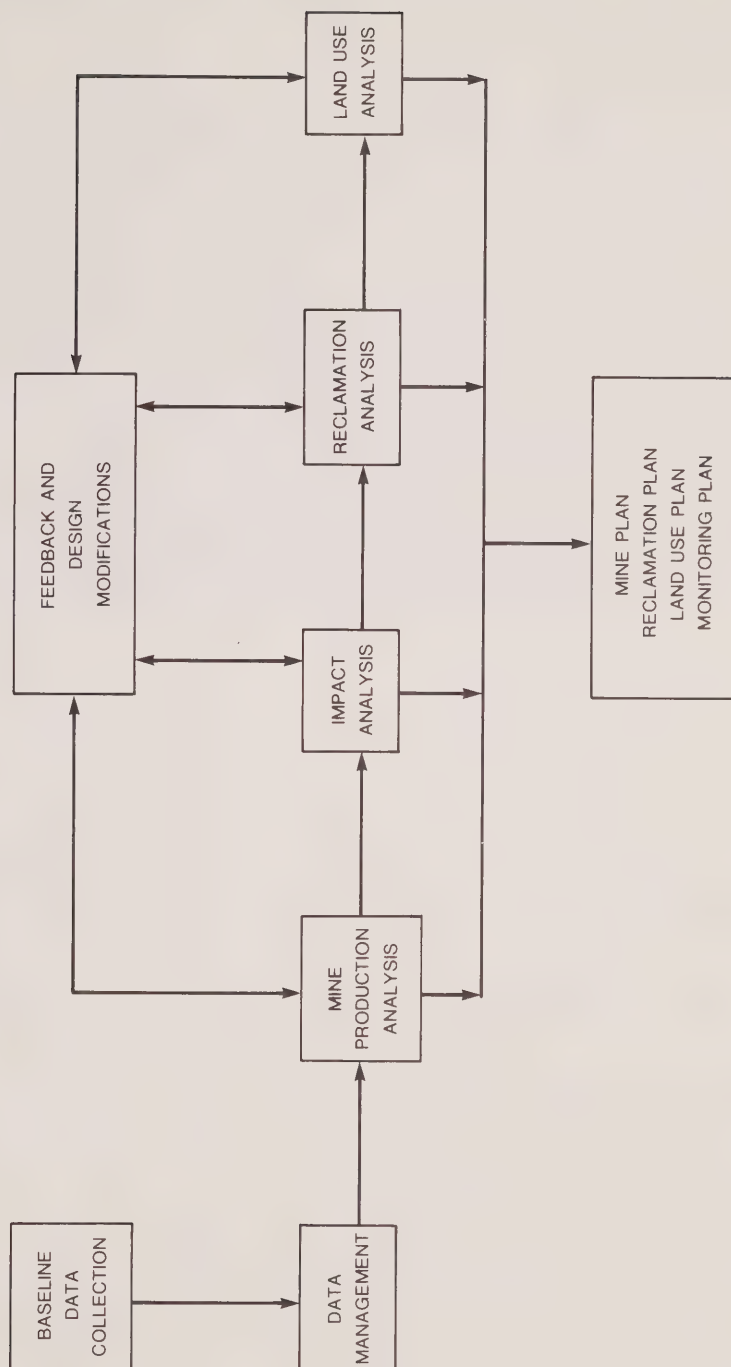 BASELINE
DATA
COLLECTION
DATA
MANAGEMENT
FEEDBACK AND
DESIGN
MODIFICATIONS
MINE
PRODUCTION
ANALYSIS
IMPACT
ANALYSIS
RECLAMATION
ANALYSIS
LAND USE
ANALYSIS
MINE PLAN
RECLAMATION PLAN
LAND USE PLAN
MONITORING PLAN